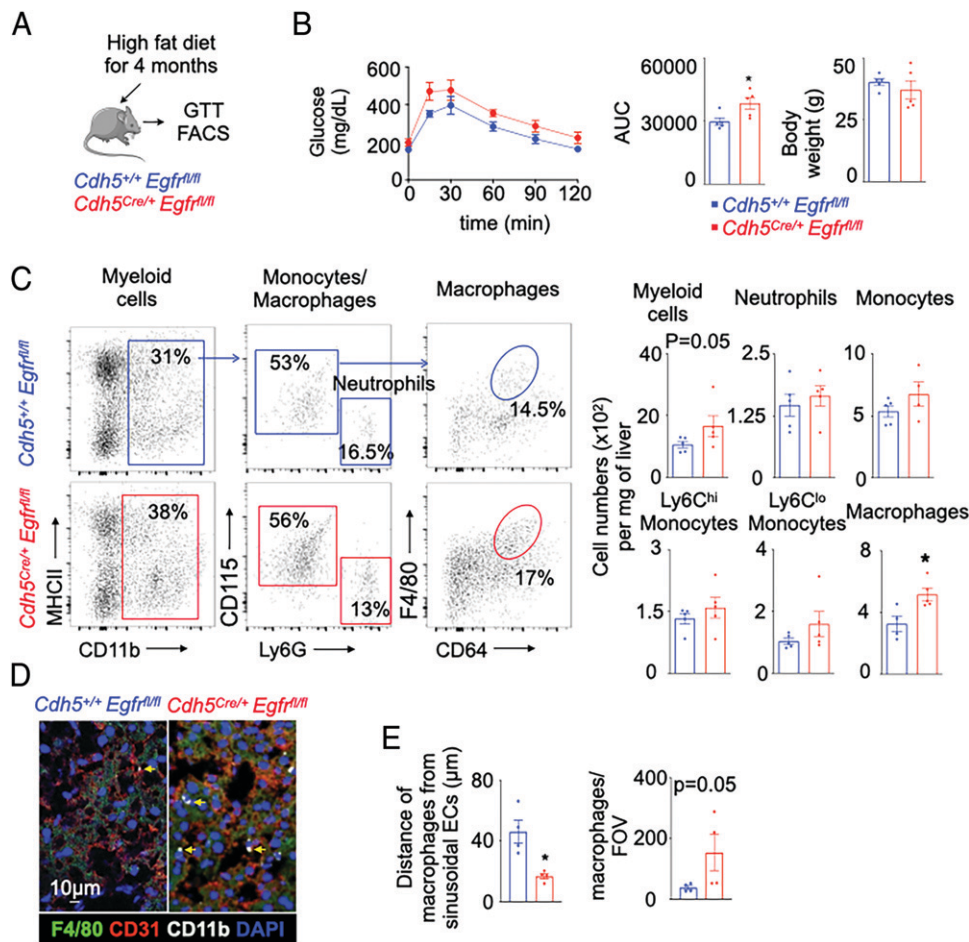 A
High fat diet
for 4 months
GTT
FACS
Cdh5+/+ Egfrfl/fl
Cdh5Cre/+ Egfrfl/fl
B
Glucose
(mg/dL)
600
400
200
0
30
60
90
120
time (min)
AUC
60000
30000
0
*
Body
weight (g)
50
25
0
Cdh5+/+ Egfrfl/fl
Cdh5Cre/+ Egfrfl/fl
C
Myeloid
cells
Monocytes/
Macrophages
Macrophages
Cdh5+/+ Egfrfl/fl
31%
53%
Neutrophils
16.5%
14.5%
Cdh5Cre/+ Egfrfl/fl
38%
56%
13%
17%
MHCII
CD11b
CD115
Ly6G
F4/80
CD64
Cell numbers (x10²)
per mg of liver
Myeloid
cells
P=0.05
40
20
10
0
Neutrophils
2.5
1.25
0
Monocytes
10
5
0
Ly6Chi
Monocytes
3
1.5
0
Ly6Clo
Monocytes
4
2
0
Macrophages
8
4
0
*
D
Cdh5+/+ Egfrfl/fl
Cdh5Cre/+ Egfrfl/fl
10µm
F4/80 CD31 CD11b DAPI
E
Distance of
macrophages from
sinusoidal ECs (µm)
80
40
0
*
macrophages/
FOV
400
200
0
p=0.05